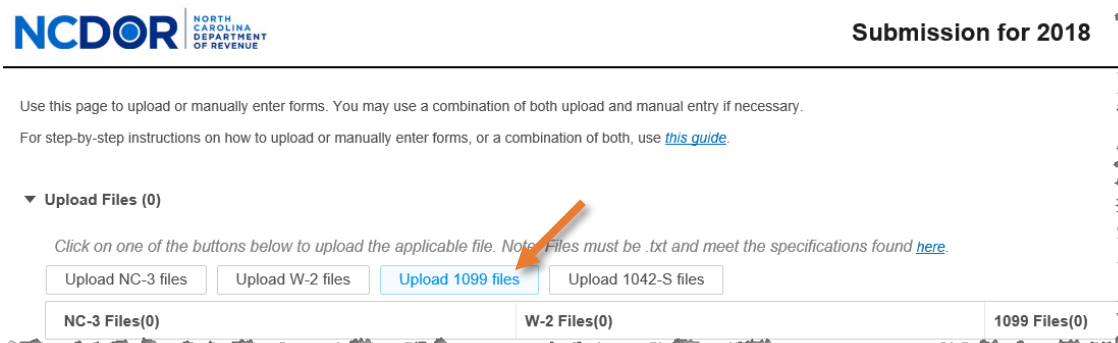 NCDOR
NORTH
CAROLINA
DEPARTMENT
OF REVENUE
Submission for 2018
Use this page to upload or manually enter forms. You may use a combination of both upload and manual entry if necessary.
For step-by-step instructions on how to upload or manually enter forms, or a combination of both, use this guide.
Upload Files (0)
Click on one of the buttons below to upload the applicable file. Note: Files must be .txt and meet the specifications found here.
Upload NC-3 files Upload W-2 files Upload 1099 files Upload 1042-S files
NC-3 Files(0) W-2 Files(0) 1099 Files(0)